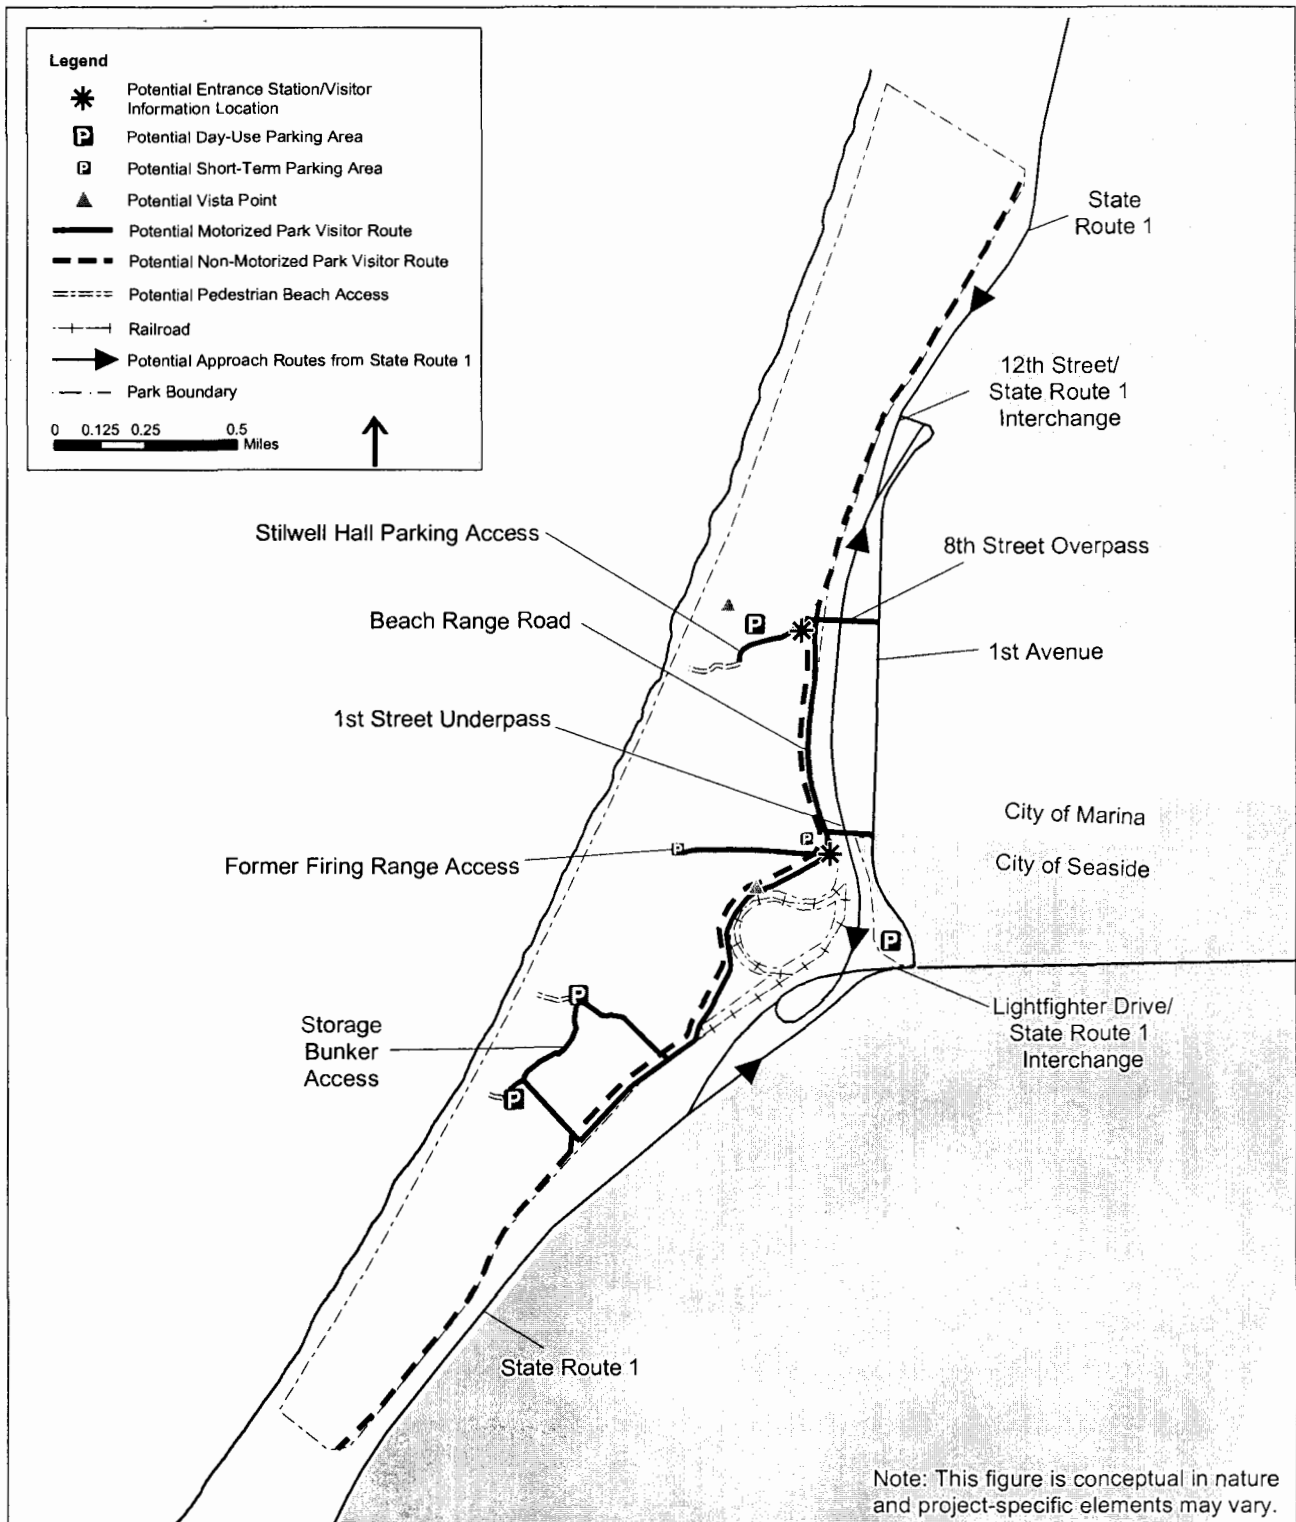 Legend
Potential Entrance Station/Visitor
Information Location
P
Potential Day-Use Parking Area
P
Potential Short-Term Parking Area
Potential Vista Point
Potential Motorized Park Visitor Route
Potential Non-Motorized Park Visitor Route
Potential Pedestrian Beach Access
Railroad
Potential Approach Routes from State Route 1
Park Boundary
0 0.125 0.25 0.5
Miles
State
Route 1
12th Street/
State Route 1
Interchange
Stilwell Hall Parking Access
8th Street Overpass
P
Beach Range Road
1st Avenue
1st Street Underpass
City of Marina
P
P
Former Firing Range Access
City of Seaside
P
P
Lightfighter Drive/
State Route 1
Interchange
Storage
Bunker
Access
P
State Route 1
Note: This figure is conceptual in nature
and project-specific elements may vary.